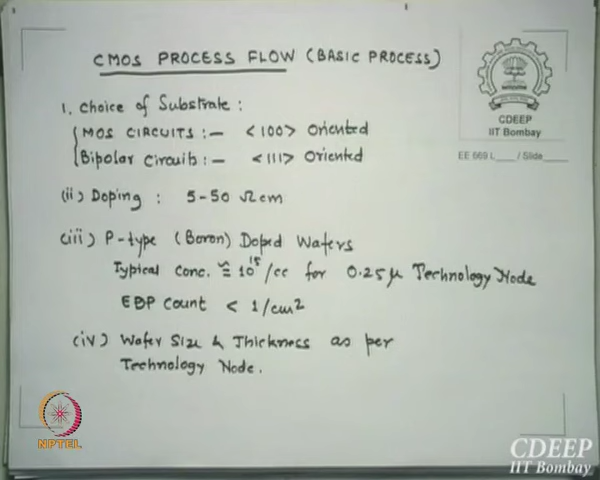 CMOS PROCESS FLOW (BASIC PROCESS)
CDEEP
IIT Bombay
EE 669 L___ / Slide____
1. Choice of Substrate :
MOS CIRCUITS :- <100> Oriented
Bipolar Circuits :- <111> Oriented
(ii) Doping : 5-50 Ωcm
(iii) P-type (Boron) Doped Wafers
Typical Conc. ≅ 10^15/cc for 0.25μ Technology Node
EBP Count < 1/cm²
(iv) Wafer Size & Thickness as per
Technology Node.
NPTEL
CDEEP
IIT Bombay